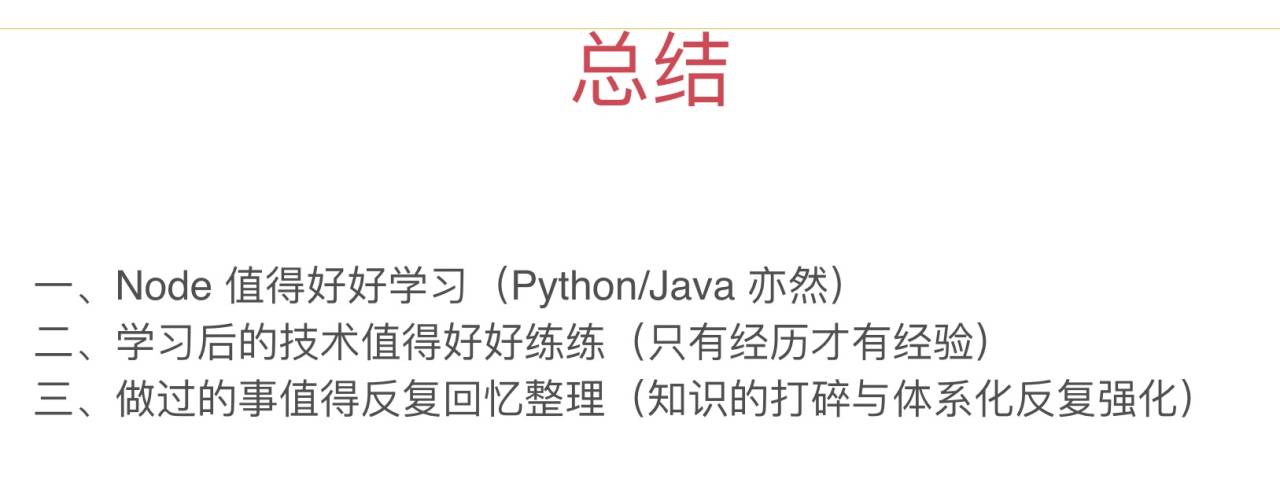 总结
一、Node 值得好好学习（Python/Java 亦然）
二、学习后的技术值得好好练练（只有经历才有经验）
三、做过的事值得反复回忆整理（知识的打碎与体系化反复强化）